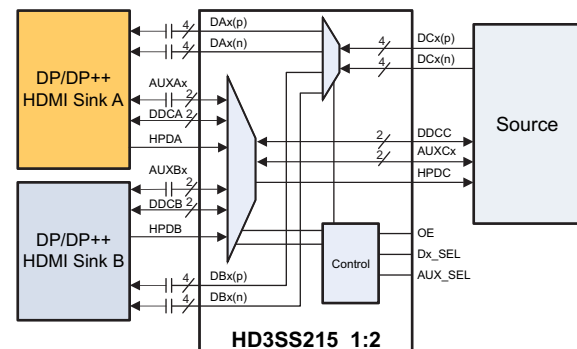 DP/DP++
HDMI Sink A
4
DAx(p)
4
DAx(n)
AUXAx
2
DDCA 2
HPDA
AUXBx
2
DDCB 2
HPDB
DP/DP++
HDMI Sink B
4
DBx(p)
4
DBx(n)
4
DCx(p)
4
DCx(n)
2
DDCC
2
AUXCx
HPDC
Source
Control
OE
Dx_SEL
AUX_SEL
HD3SS215 1:2